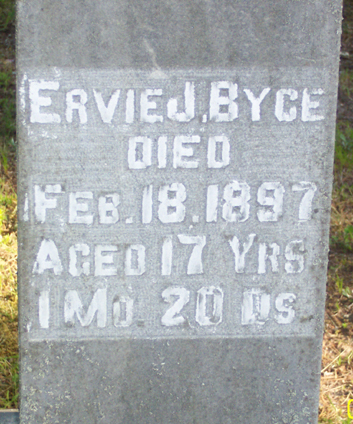 ERVIE J. BYCE
DIED
FEB. 18. 1897
AGED 17 YRS
1 MO. 20 DS.